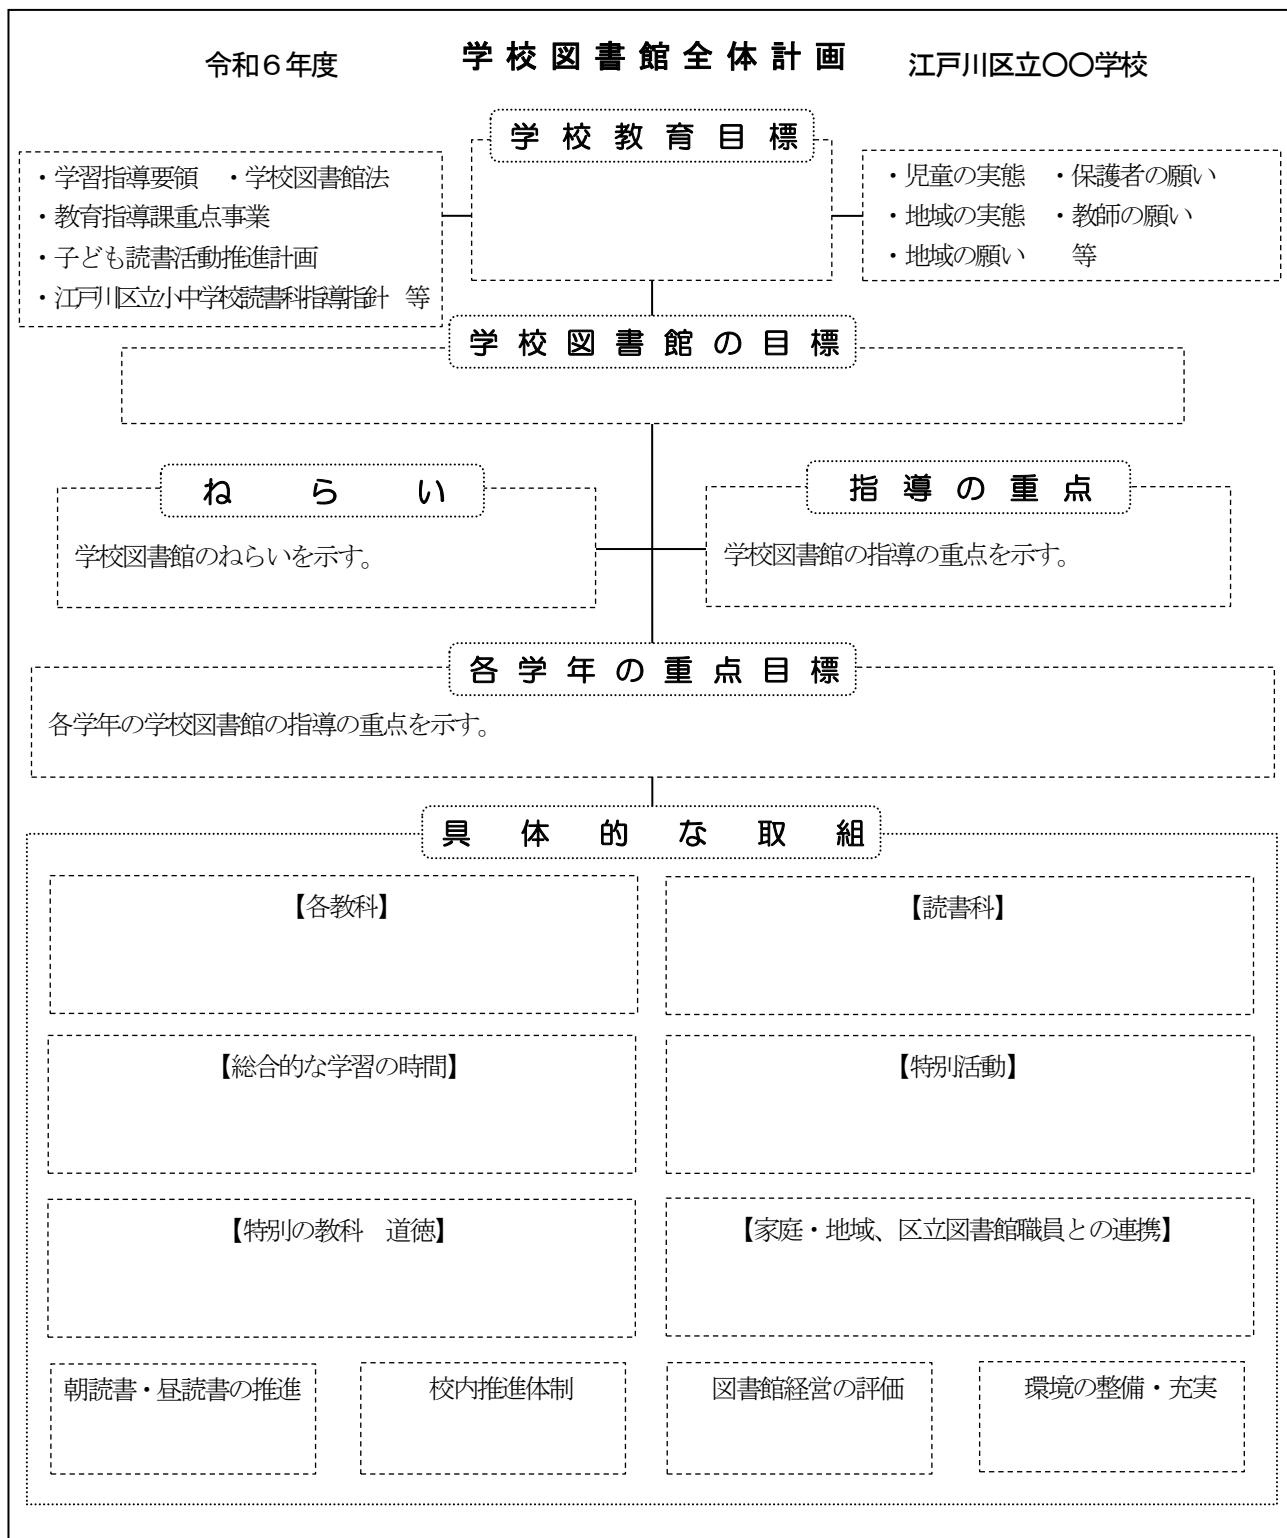 令和6年度 学校図書館全体計画 江戸川区立〇〇学校
学校教育目標
・学習指導要領 ・学校図書館法
・教育指導課重点事業
・子ども読書活動推進計画
・江戸川区立小中学校読書科指導指針 等
・児童の実態 ・保護者の願い
・地域の実態 ・教師の願い
・地域の願い 等
学校図書館の目標
ねらい
学校図書館のねらいを示す。
指導の重点
学校図書館の指導の重点を示す。
各学年の重点目標
各学年の学校図書館の指導の重点を示す。
具体的な取組
【各教科】
【読書科】
【総合的な学習の時間】
【特別活動】
【特別の教科 道徳】
【家庭・地域、区立図書館職員との連携】
朝読書・昼読書の推進
校内推進体制
図書館経営の評価
環境の整備・充実